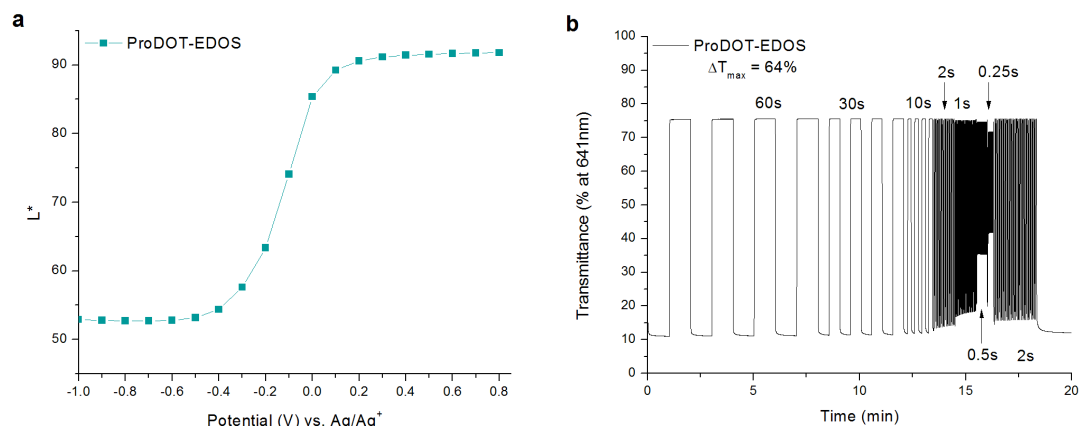 a
ProDOT-EDOS
90
80
70
60
50
L*
-1.0 -0.8 -0.6 -0.4 -0.2 0.0 0.2 0.4 0.6 0.8
Potential (V) vs. Ag/Ag+
b
ProDOT-EDOS
ΔTmax = 64%
2s 0.25s
60s 30s 10s 1s
0.5s 2s
100
90
80
70
60
50
40
30
20
10
0
Transmittance (% at 641nm)
0 5 10 15 20
Time (min)